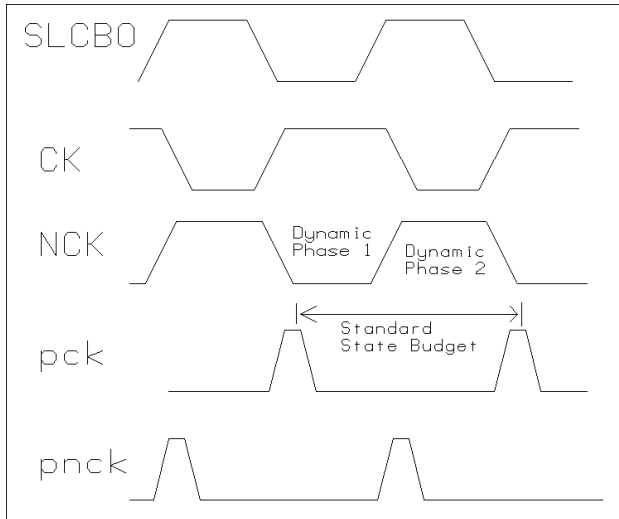 SLCBO
CK
NCK
Dynamic
Phase 1
Dynamic
Phase 2
Standard
State Budget
pck
pnck